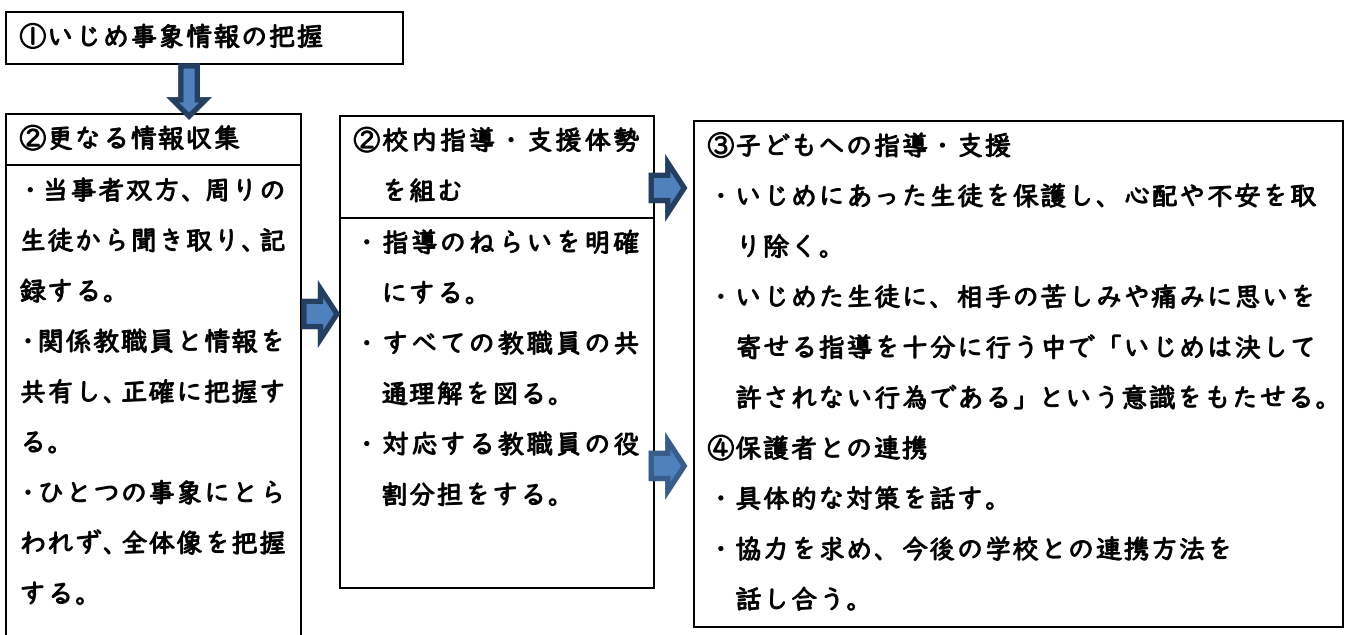 ①いじめ事象情報の把握
②更なる情報収集
・当事者双方、周りの
生徒から聞き取り、記
録する。
・関係教職員と情報を
共有し、正確に把握す
る。
・ひとつの事象にとら
われず、全体像を把握
する。
②校内指導・支援体勢
を組む
・指導のねらいを明確
にする。
・すべての教職員の共
通理解を図る。
・対応する教職員の役
割分担をする。
③子どもへの指導・支援
・いじめにあった生徒を保護し、心配や不安を取
り除く。
・いじめた生徒に、相手の苦しみや痛みに思いを
寄せる指導を十分に行う中で「いじめは決して
許されない行為である」という意識をもたせる。
④保護者との連携
・具体的な対策を話す。
・協力を求め、今後の学校との連携方法を
話し合う。